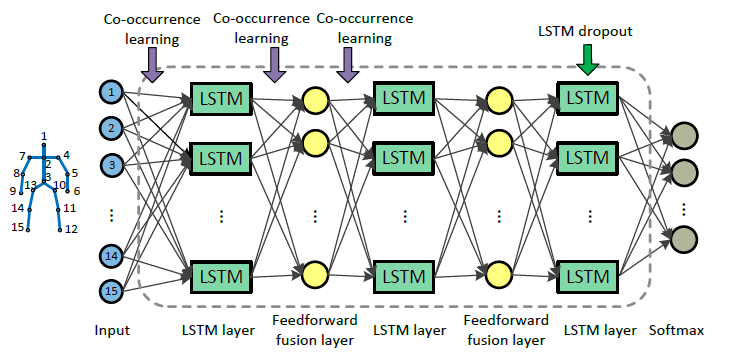 Co-occurrence
learning
Co-occurrence
learning
Co-occurrence
learning
LSTM dropout
1
2
3
⋮
14
15
LSTM
LSTM
⋮
LSTM
⋮
LSTM
LSTM
⋮
LSTM
⋮
LSTM
LSTM
⋮
LSTM
⋮
1
7
4
2
8
3
5
9
13
10
6
14
11
15
12
Input
LSTM layer
Feedforward
fusion layer
LSTM layer
Feedforward
fusion layer
LSTM layer
Softmax